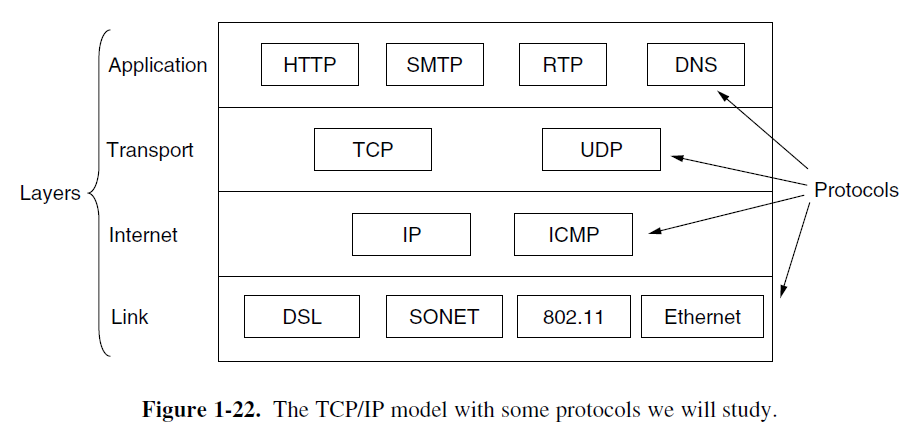 Application HTTP SMTP RTP DNS
Transport TCP UDP
Layers Protocols
Internet IP ICMP
Link DSL SONET 802.11 Ethernet
Figure 1-22. The TCP/IP model with some protocols we will study.